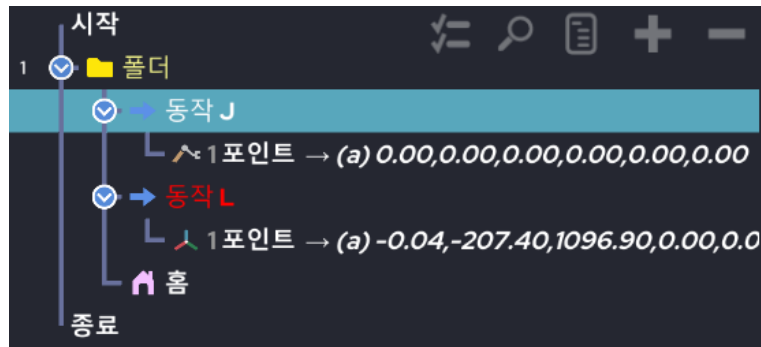 시작
1 폴더
동작 J
1 포인트 → (a) 0.00,0.00,0.00,0.00,0.00,0.00
동작 L
1 포인트 → (a) -0.04,-207.40,1096.90,0.00,0.0
홈
종료